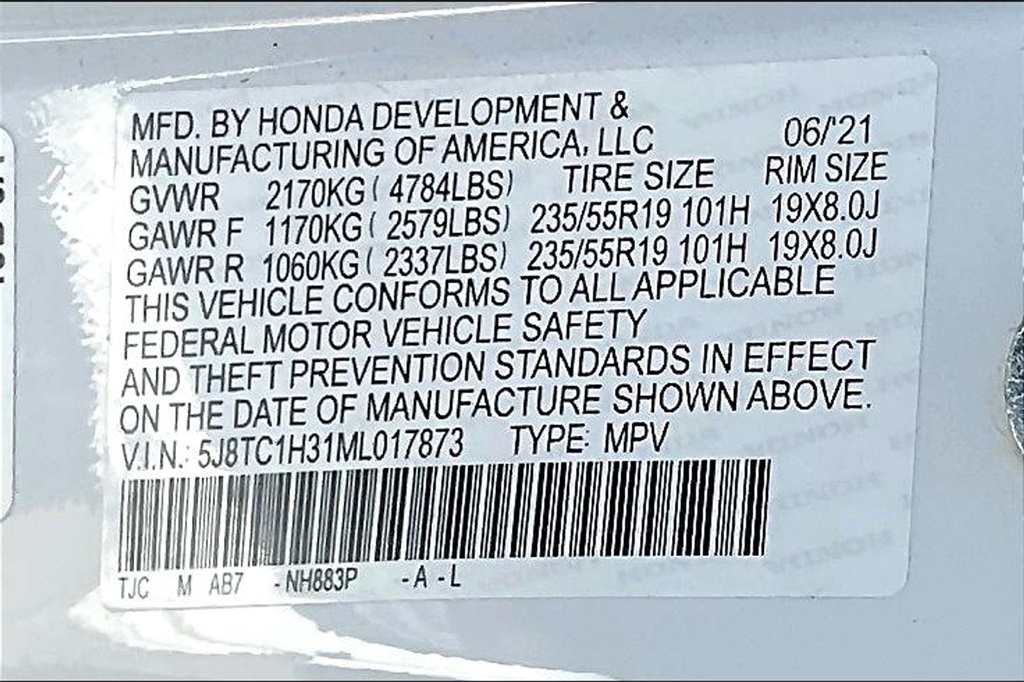 MFD. BY HONDA DEVELOPMENT &
MANUFACTURING OF AMERICA, LLC 06/'21
GVWR 2170KG ( 4784LBS) TIRE SIZE RIM SIZE
GAWR F 1170KG ( 2579LBS) 235/55R19 101H 19X8.0J
GAWR R 1060KG ( 2337LBS) 235/55R19 101H 19X8.0J
THIS VEHICLE CONFORMS TO ALL APPLICABLE
FEDERAL MOTOR VEHICLE SAFETY
AND THEFT PREVENTION STANDARDS IN EFFECT
ON THE DATE OF MANUFACTURE SHOWN ABOVE.
V.I.N.: 5J8TC1H31ML017873 TYPE: MPV
TJC M AB7 -NH883P -A -L